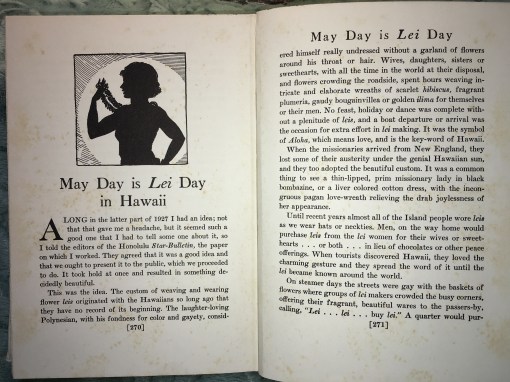 May Day is Lei Day
in Hawaii
ALONG in the latter part of 1927 I had an idea; not
that that gave me a headache, but it seemed such a
good one that I had to tell some one about it, so
I told the editors of the Honolulu Star-Bulletin, the paper
on which I worked. They agreed that it was a good idea and
that we ought to present it to the public, which we proceeded
to do. It took hold at once and resulted in something de-
cidedly beautiful.
This was the idea. The custom of weaving and wearing
flower leis originated with the Hawaiians so long ago that
they have no record of its beginning. The laughter-loving
Polynesian, with his fondness for color and gayety, consid-
[270]
May Day is Lei Day
ered himself really undressed without a garland of flowers
around his throat or hair. Wives, daughters, sisters or
sweethearts, with all the time in the world at their disposal,
and flowers crowding the roadside, spent hours weaving in-
tricate and elaborate wreaths of scarlet hibiscus, fragrant
plumeria, gaudy bouginvillea or golden ilima for themselves
or their men. No feast, holiday or dance was complete with-
out a plenitude of leis, and a boat departure or arrival was
the occasion for extra effort in lei making. It was the symbol
of Aloha, which means love, and is the key-word of Hawaii.
When the missionaries arrived from New England, they
lost some of their austerity under the genial Hawaiian sun,
and they too adopted the beautiful custom. It was a common
thing to see a thin-lipped, prim missionary lady in black
bombazine, or a liver colored cotton dress, with the incon-
gruous pagan love-wreath relieving the drab joylessness of
her appearance.
Until recent years almost all of the Island people wore leis
as we wear hats or neckties. Men, on the way home would
purchase leis from the lei women for their wives or sweet-
hearts . . . or both . . . in lieu of chocolates or other peace
offerings. When tourists discovered Hawaii, they loved the
charming gesture and they spread the word of it until the
lei became known around the world.
On steamer days the streets were gay with the baskets of
flowers where groups of lei makers crowded the busy corners,
offering their fragrant, beautiful wares to the passers-by,
calling, "Lei . . . lei . . . buy lei." A quarter would pur-
[271]